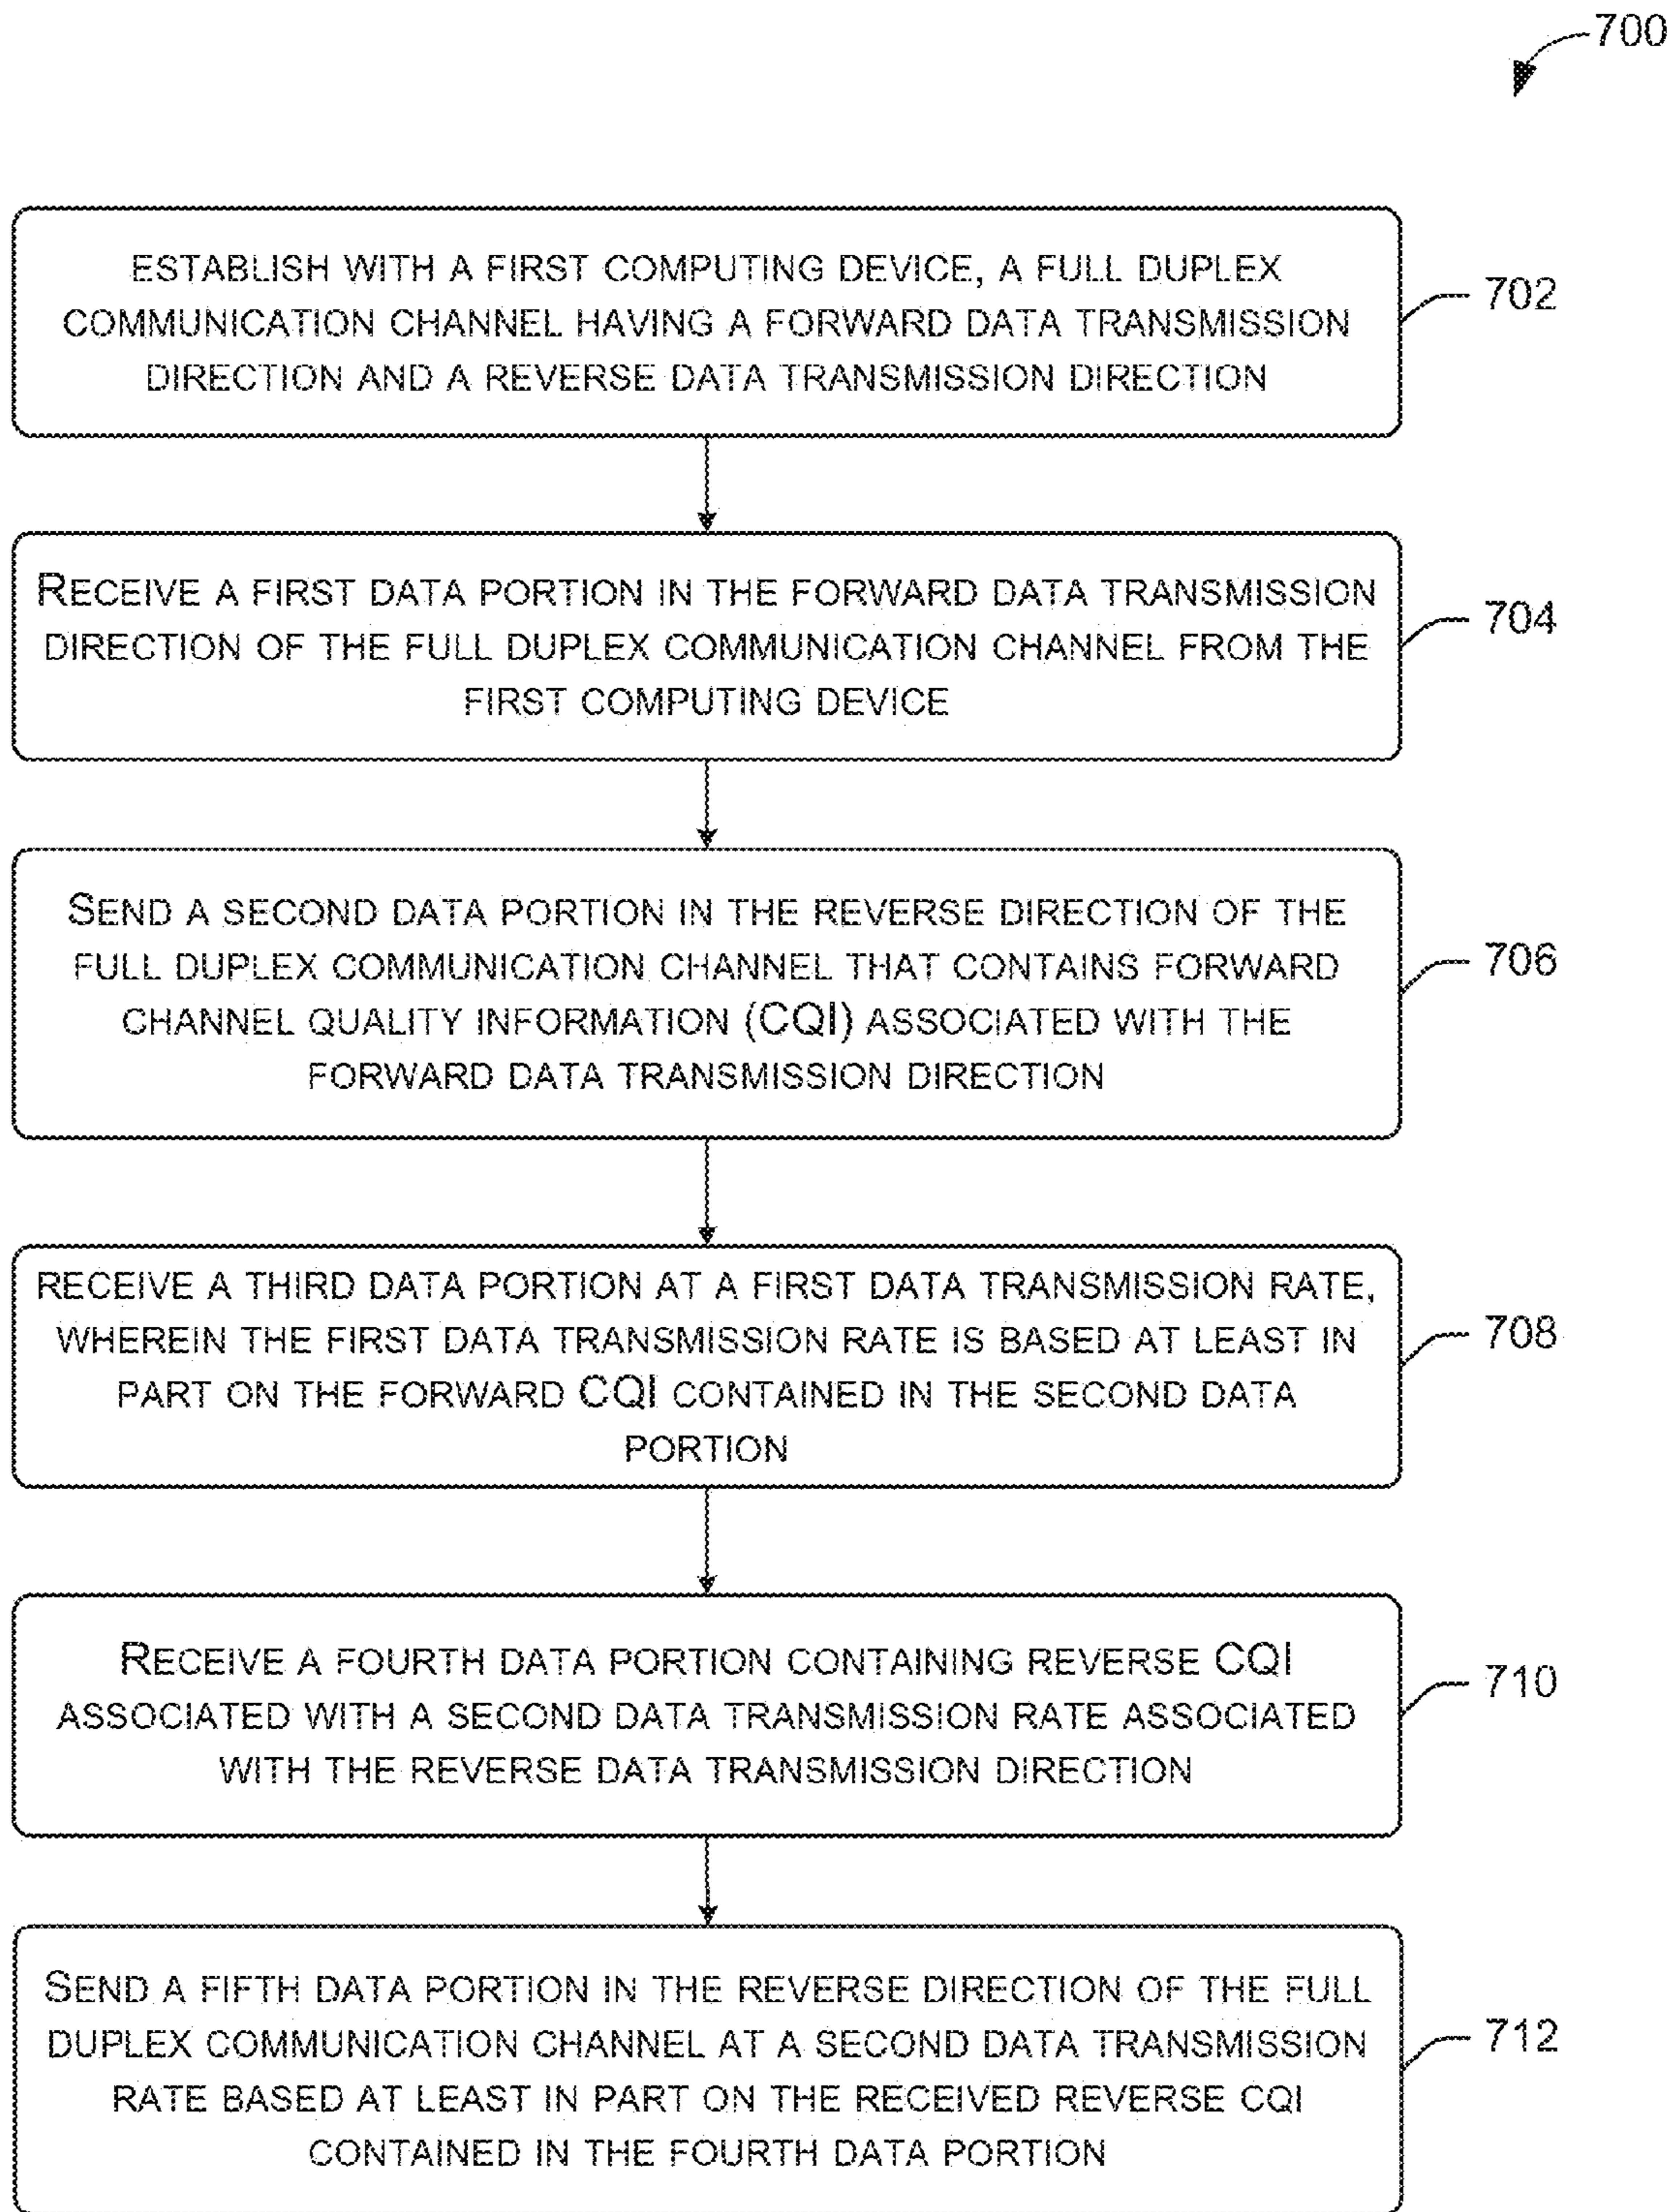 700
ESTABLISH WITH A FIRST COMPUTING DEVICE, A FULL DUPLEX
COMMUNICATION CHANNEL HAVING A FORWARD DATA TRANSMISSION
DIRECTION AND A REVERSE DATA TRANSMISSION DIRECTION
702
RECEIVE A FIRST DATA PORTION IN THE FORWARD DATA TRANSMISSION
DIRECTION OF THE FULL DUPLEX COMMUNICATION CHANNEL FROM THE
FIRST COMPUTING DEVICE
704
SEND A SECOND DATA PORTION IN THE REVERSE DIRECTION OF THE
FULL DUPLEX COMMUNICATION CHANNEL THAT CONTAINS FORWARD
CHANNEL QUALITY INFORMATION (CQI) ASSOCIATED WITH THE
FORWARD DATA TRANSMISSION DIRECTION
706
RECEIVE A THIRD DATA PORTION AT A FIRST DATA TRANSMISSION RATE,
WHEREIN THE FIRST DATA TRANSMISSION RATE IS BASED AT LEAST IN
PART ON THE FORWARD CQI CONTAINED IN THE SECOND DATA
PORTION
708
RECEIVE A FOURTH DATA PORTION CONTAINING REVERSE CQI
ASSOCIATED WITH A SECOND DATA TRANSMISSION RATE ASSOCIATED
WITH THE REVERSE DATA TRANSMISSION DIRECTION
710
SEND A FIFTH DATA PORTION IN THE REVERSE DIRECTION OF THE FULL
DUPLEX COMMUNICATION CHANNEL AT A SECOND DATA TRANSMISSION
RATE BASED AT LEAST IN PART ON THE RECEIVED REVERSE CQI
CONTAINED IN THE FOURTH DATA PORTION
712